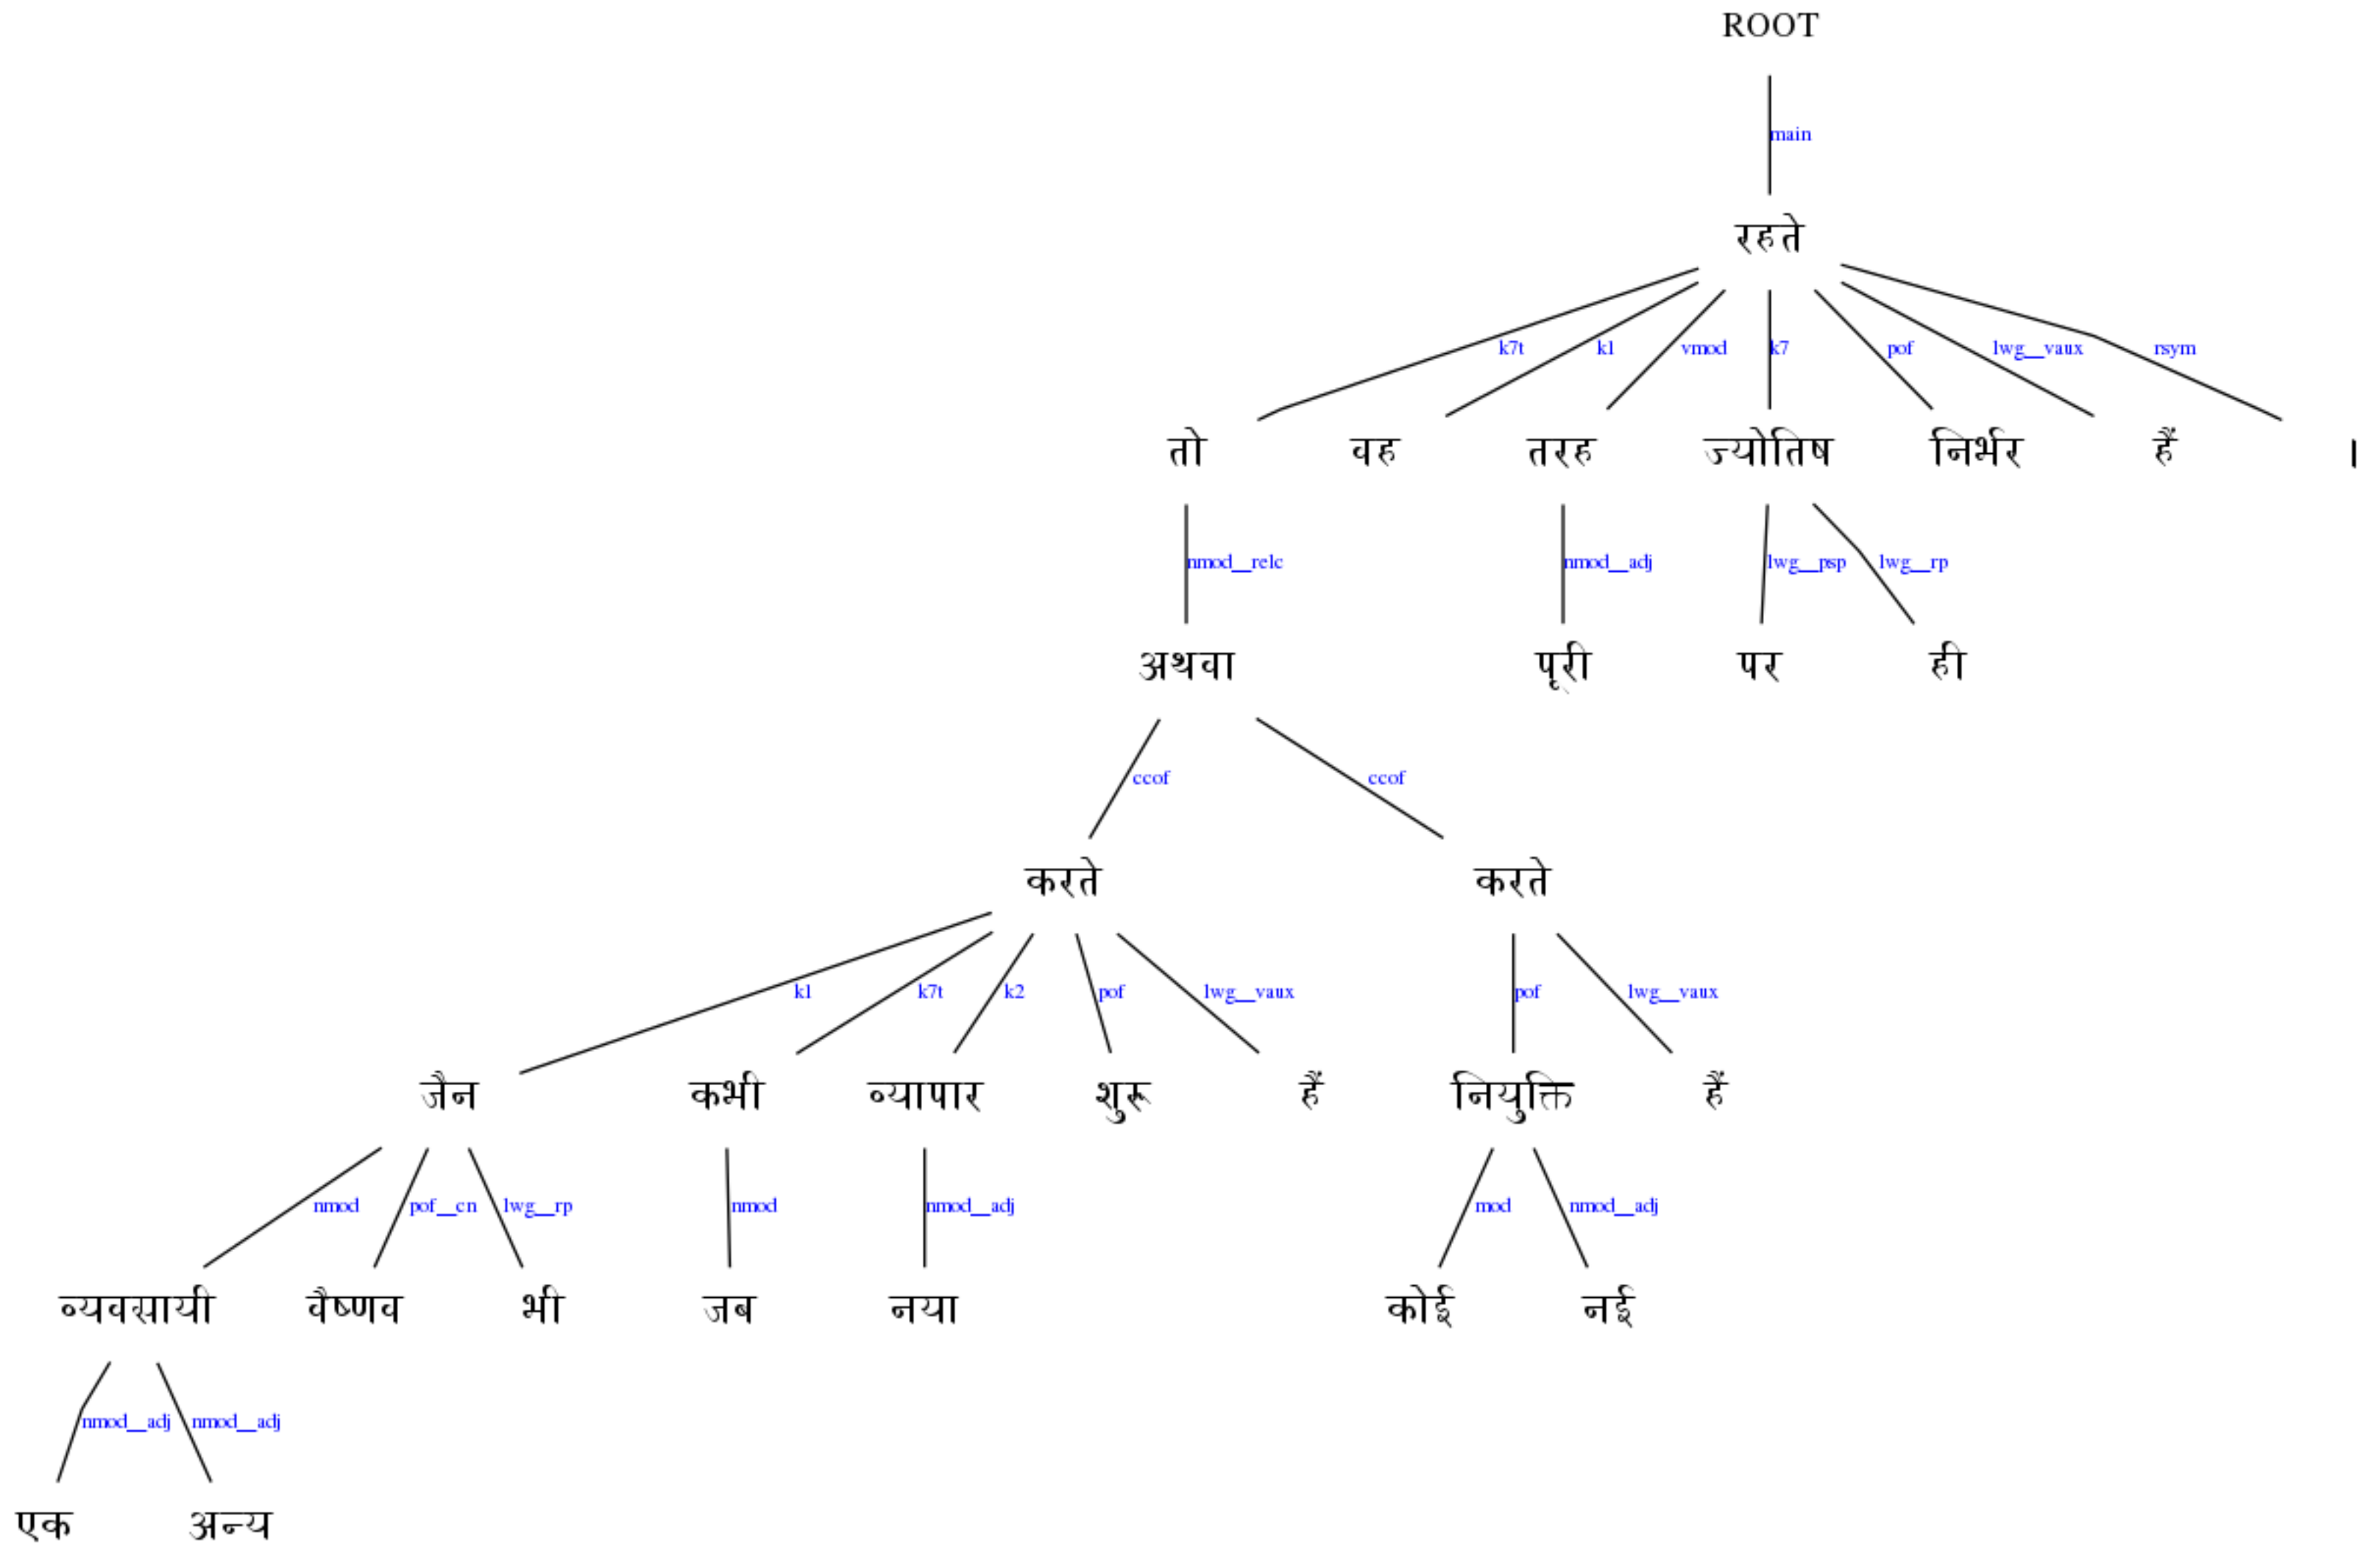 ROOT
main
रहते
k7t k1 vmod k7 pof lwg__vaux rsym
तो वह तरह ज्योतिष निर्भर हैं ।
nmod__relc nmod__adj lwg__psp lwg__rp
अथवा पूरी पर ही
ccof ccof
करते करते
k1 k7t k2 pof lwg__vaux pof lwg__vaux
जैन कभी व्यापार शुरू हैं नियुक्ति हैं
nmod pof__cn lwg__rp nmod nmod__adj mod nmod__adj
व्यवसायी वैष्णव भी जब नया कोई नई
nmod__adj nmod__adj
एक अन्य